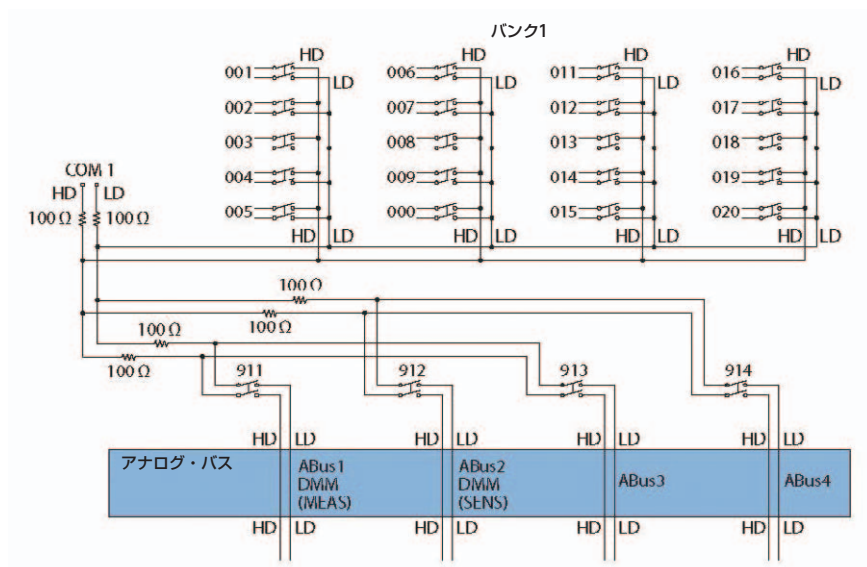 バンク1
HD HD HD HD
001 006 011 016
LD LD LD LD
002 007 012 017
003 008 013 018
COM 1
004 009 014 019
HD LD
005 000 015 020
100 Ω 100 Ω
HD LD HD LD HD LD HD LD
100 Ω
100 Ω
100 Ω
100 Ω
911 912 913 914
HD LD HD LD HD LD HD LD
アナログ・バス
ABus1
DMM
(MEAS)
ABus2
DMM
(SENS)
ABus3
ABus4
HD LD HD LD HD LD HD LD